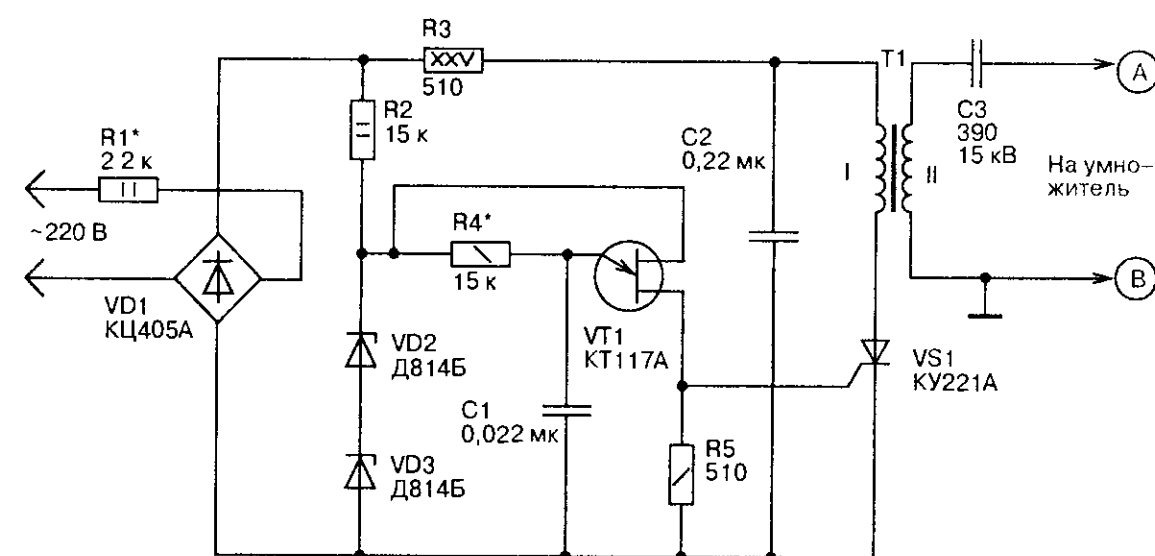 R3
XXV
510
R2
15 к
R1*
2 2 к
~220 В
VD1
КЦ405А
R4*
15 к
VT1
КТ117А
VD2
Д814Б
VD3
Д814Б
C1
0,022 мк
C2
0,22 мк
R5
510
T1
I
II
C3
390
15 кВ
На умно–
житель
A
B
VS1
КУ221А